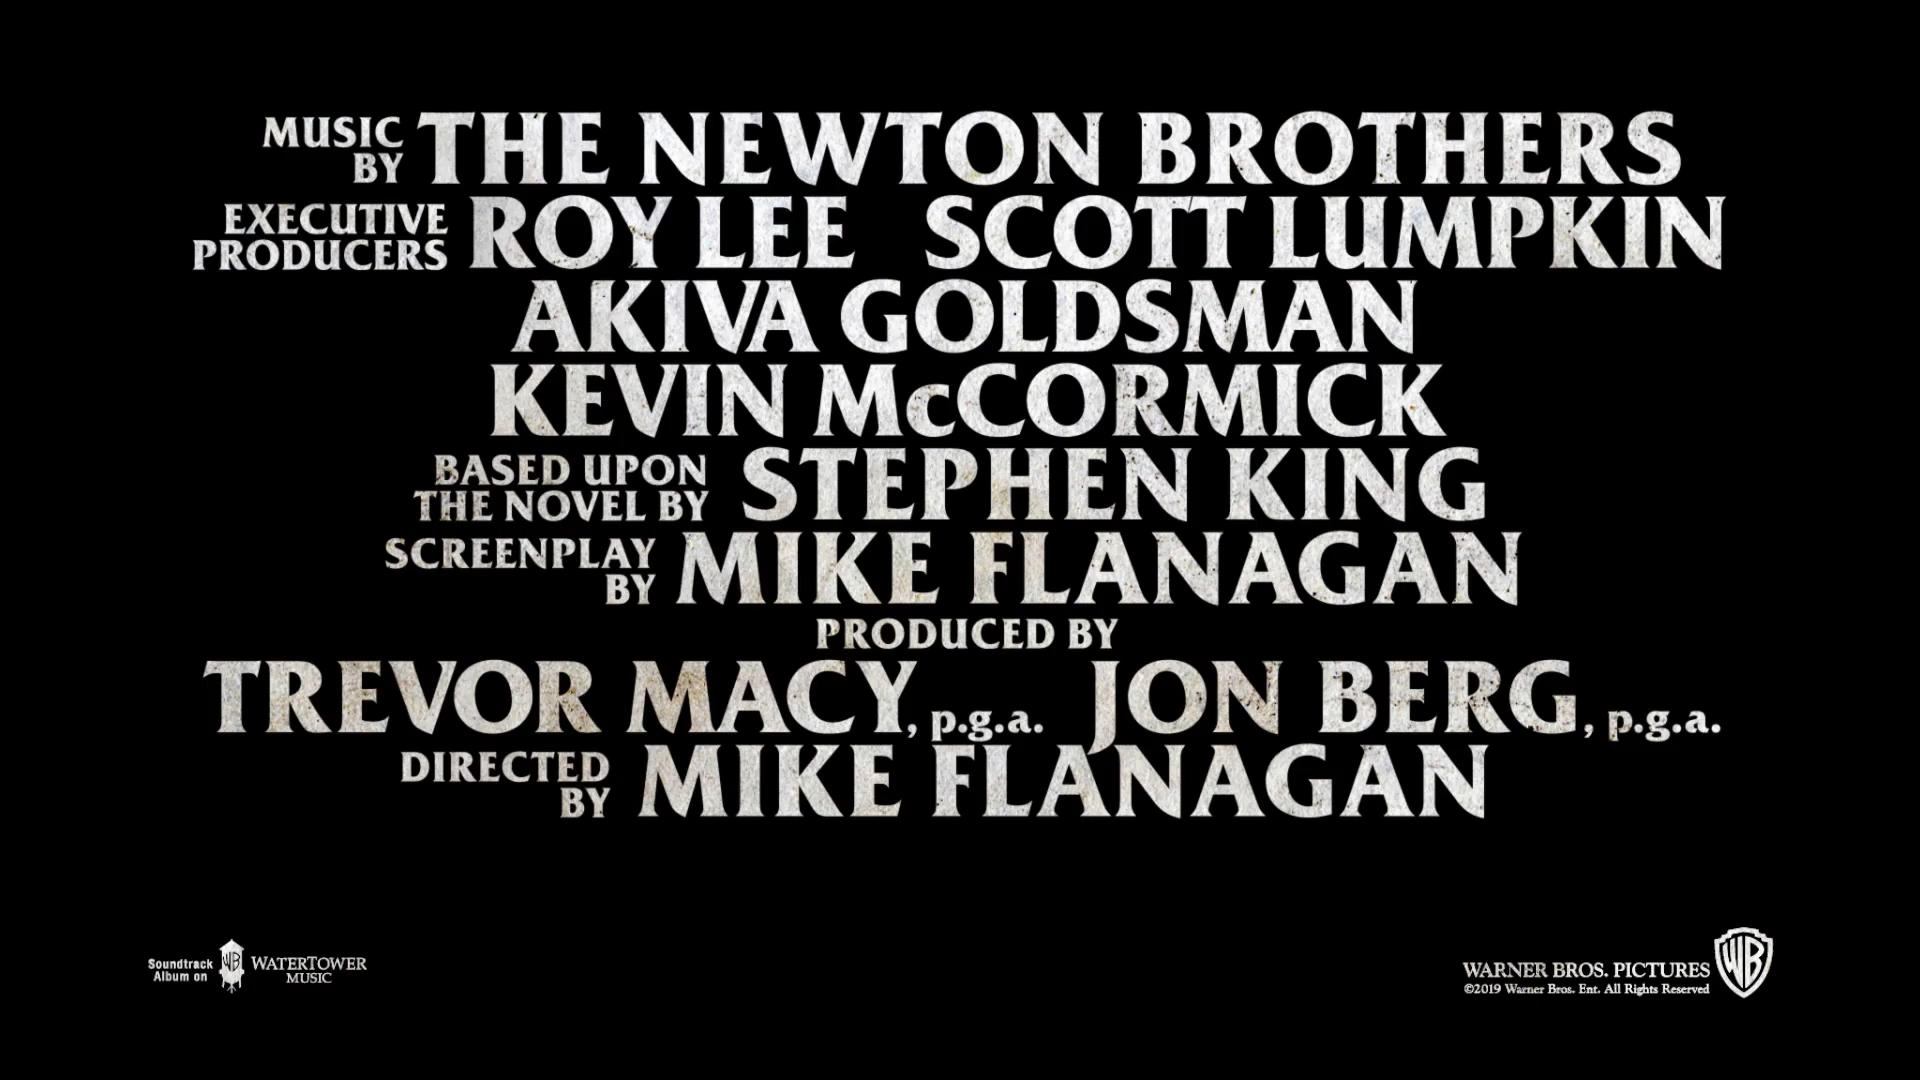 MUSIC BY THE NEWTON BROTHERS
EXECUTIVE PRODUCERS ROY LEE SCOTT LUMPKIN
AKIVA GOLDSMAN
KEVIN McCORMICK
BASED UPON THE NOVEL BY STEPHEN KING
SCREENPLAY BY MIKE FLANAGAN
PRODUCED BY
TREVOR MACY, p.g.a. JON BERG, p.g.a.
DIRECTED BY MIKE FLANAGAN
Soundtrack Album on WB WATERTOWER MUSIC
WARNER BROS. PICTURES WB
©2019 Warner Bros. Ent. All Rights Reserved